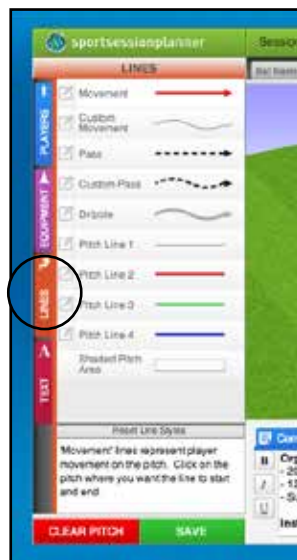 sportsessionplanner
Session
LINES
Movement
Custom
Movement
Pass
Custom Pass
Dribble
Pitch Line 1
Pitch Line 2
Pitch Line 3
Pitch Line 4
Shaded Pitch
Area
PLAYERS
EQUIPMENT
LINES
A
TEXT
Preset Line Styles
'Movement' lines represent player
movement on the pitch. Click on the
pitch where you want the line to start
and end
CLEAR PITCH
SAVE
B
I
U